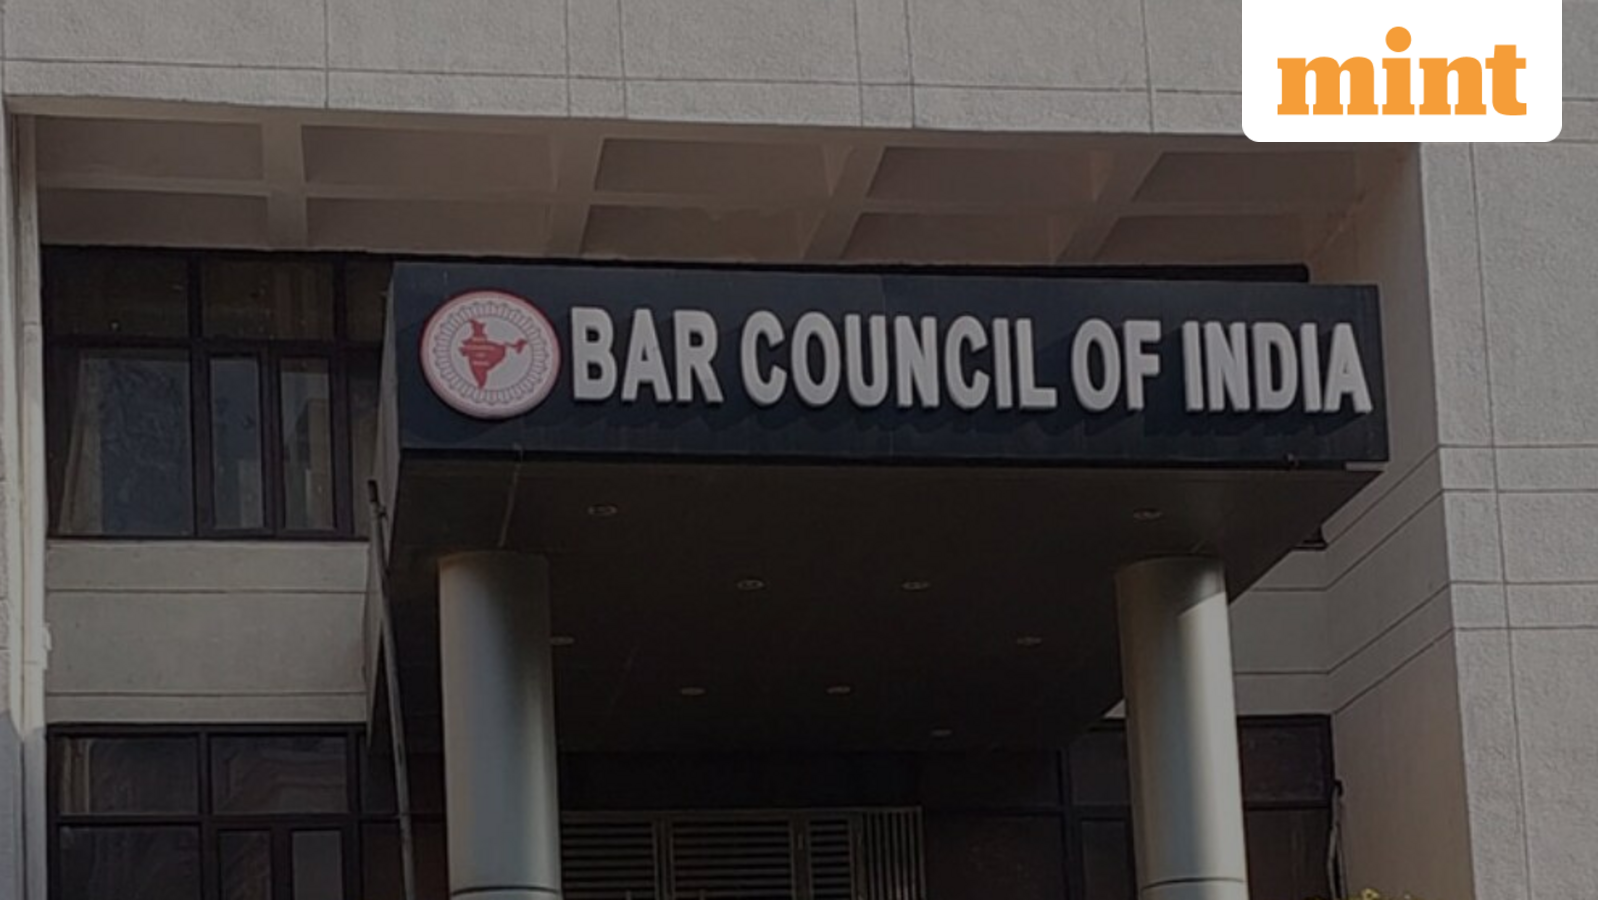 mint
BAR COUNCIL OF INDIA